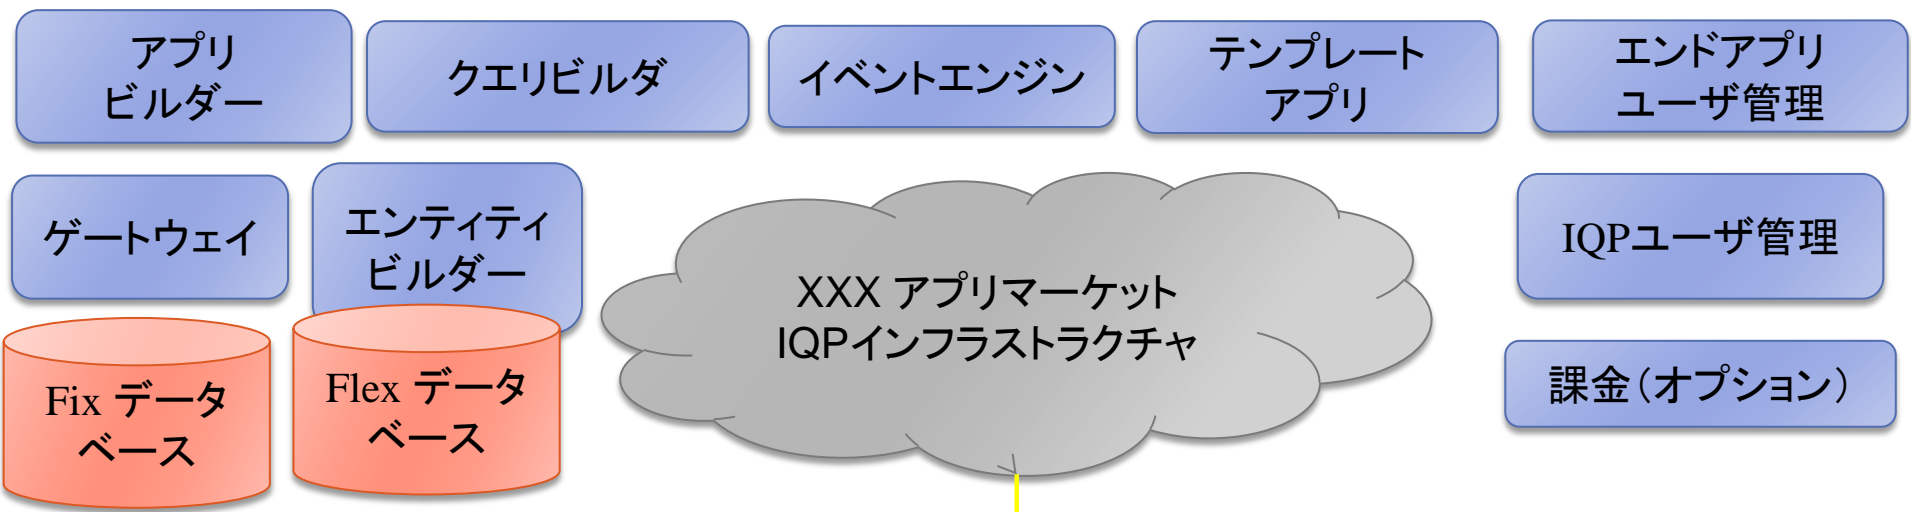 アプリ
ビルダー
クエリビルダ
イベントエンジン
テンプレート
アプリ
エンドアプリ
ユーザ管理
ゲートウェイ
エンティティ
ビルダー
XXX アプリマーケット
IQPインフラストラクチャ
IQPユーザ管理
Fix データ
ベース
Flex データ
ベース
課金（オプション）